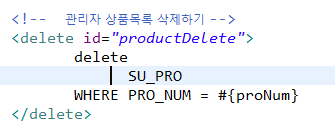 <!--  관리자 상품목록 삭제하기 -->
<delete id="productDelete">
delete
SU_PRO
WHERE PRO_NUM = #{proNum}
</delete>